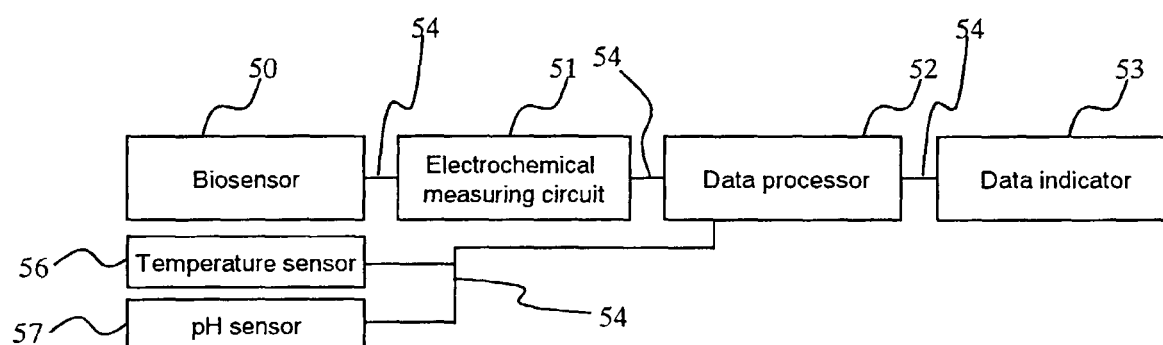 54
50
51
54
52
54
53
Biosensor
Electrochemical
measuring circuit
Data processor
Data indicator
56
Temperature sensor
57
pH sensor
54